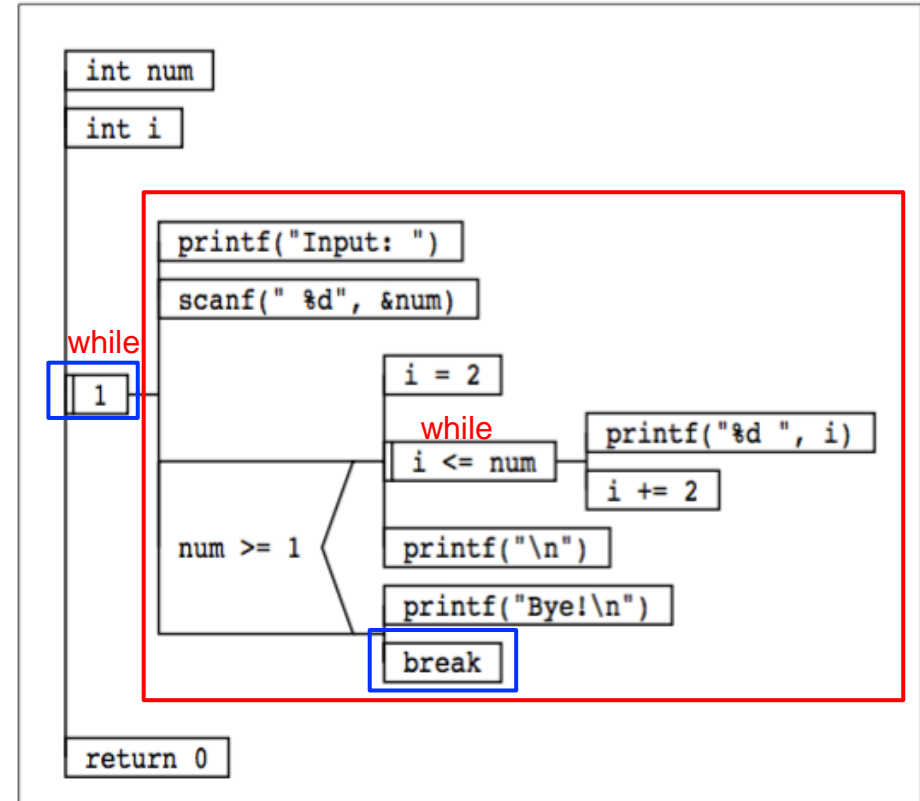 int num
int i
printf("Input: ")
scanf(" %d", &num)
while
1
i = 2
while
i <= num
printf("%d ", i)
i += 2
num >= 1
printf("\n")
printf("Bye!\n")
break
return 0